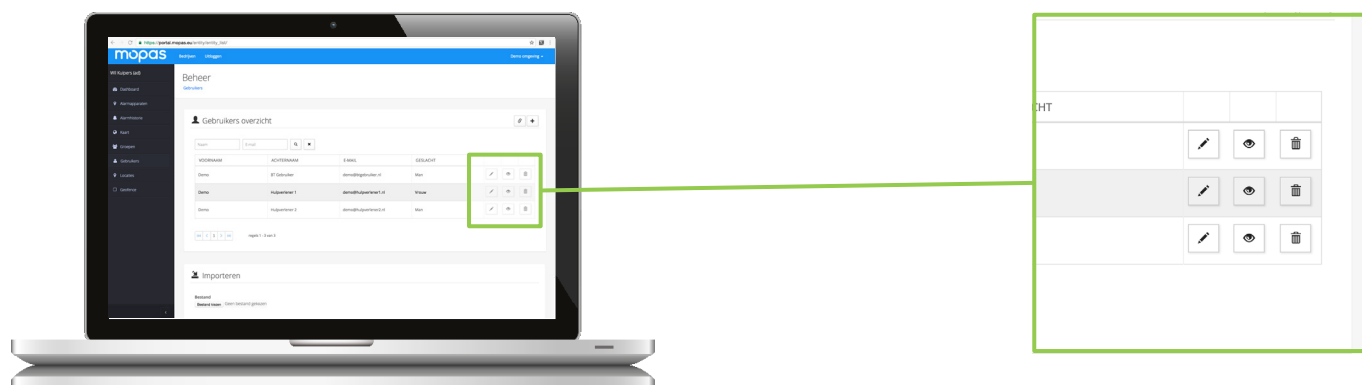 https://portal.mopas.eu/entity/entity_list/
mopas
Bedrijven Uitloggen
Demo omgeving
Wil Kuipers (ad)
Dashboard
Alarmapparaten
Alarmhistorie
Kaart
Groepen
Gebruikers
Locaties
Geofence
Beheer
Gebruikers
Gebruikers overzicht
Naam E-mail
VOORNAAM ACHTERNAAM E-MAIL GESLACHT
Demo BT Gebruiker Man
Demo Hulpverlener 1 demo@hulpverlener1.nl Vrouw
Demo Hulpverlener 2 demo@hulpverlener2.nl Man
regels 1 - 3 van 3
Importeren
Bestand
Bestand kiezen Geen bestand gekozen
CHT